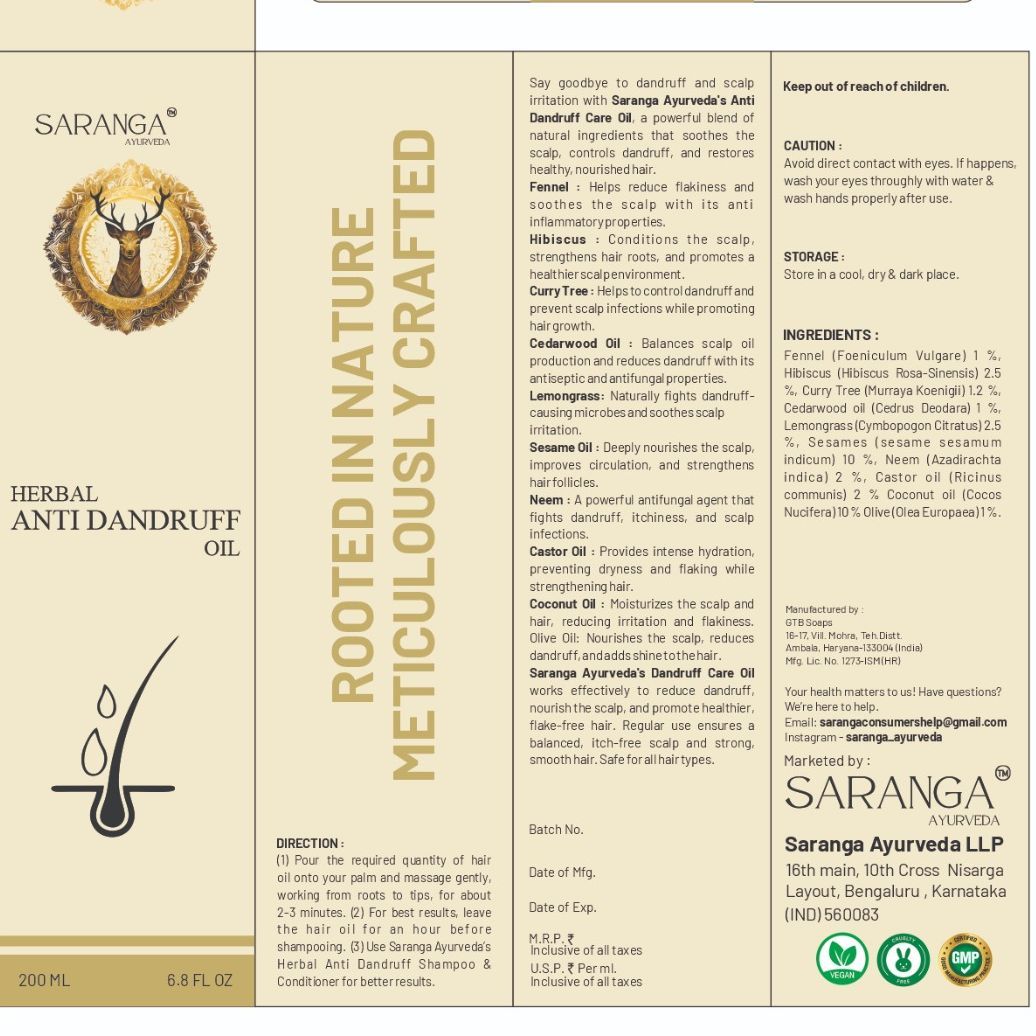 SARANGA™
AYURVEDA
HERBAL
ANTI DANDRUFF
OIL
200 ML
6.8 FL OZ
ROOTED IN NATURE
METICULOUSLY CRAFTED
DIRECTION :
(1) Pour the required quantity of hair
oil onto your palm and massage gently,
working from roots to tips, for about
2-3 minutes. (2) For best results, leave
the hair oil for an hour before
shampooing. (3) Use Saranga Ayurveda's
Herbal Anti Dandruff Shampoo &
Conditioner for better results.
Say goodbye to dandruff and scalp
irritation with Saranga Ayurveda's Anti
Dandruff Care Oil, a powerful blend of
natural ingredients that soothes the
scalp, controls dandruff, and restores
healthy, nourished hair.
Fennel : Helps reduce flakiness and
soothes the scalp with its anti
inflammatory properties.
Hibiscus : Conditions the scalp,
strengthens hair roots, and promotes a
healthier scalp environment.
Curry Tree : Helps to control dandruff and
prevent scalp infections while promoting
hair growth.
Cedarwood Oil : Balances scalp oil
production and reduces dandruff with its
antiseptic and antifungal properties.
Lemongrass: Naturally fights dandruff-
causing microbes and soothes scalp
irritation.
Sesame Oil : Deeply nourishes the scalp,
improves circulation, and strengthens
hair follicles.
Neem : A powerful antifungal agent that
fights dandruff, itchiness, and scalp
infections.
Castor Oil : Provides intense hydration,
preventing dryness and flaking while
strengthening hair.
Coconut Oil : Moisturizes the scalp and
hair, reducing irritation and flakiness.
Olive Oil: Nourishes the scalp, reduces
dandruff, and adds shine to the hair.
Saranga Ayurveda's Dandruff Care Oil
works effectively to reduce dandruff,
nourish the scalp, and promote healthier,
flake-free hair. Regular use ensures a
balanced, itch-free scalp and strong,
smooth hair. Safe for all hair types.
Batch No.
Date of Mfg.
Date of Exp.
M.R.P. ₹
Inclusive of all taxes
U.S.P. ₹ Per ml.
Inclusive of all taxes
Keep out of reach of children.
CAUTION :
Avoid direct contact with eyes. If happens,
wash your eyes throughly with water &
wash hands properly after use.
STORAGE :
Store in a cool, dry & dark place.
INGREDIENTS :
Fennel (Foeniculum Vulgare) 1 %,
Hibiscus (Hibiscus Rosa-Sinensis) 2.5
%, Curry Tree (Murraya Koenigii) 1.2 %,
Cedarwood oil (Cedrus Deodara) 1 %,
Lemongrass (Cymbopogon Citratus) 2.5
%, Sesames (sesame sesamum
indicum) 10 %, Neem (Azadirachta
indica) 2 %, Castor oil (Ricinus
communis) 2 % Coconut oil (Cocos
Nucifera) 10 % Olive (Olea Europaea) 1 %.
Manufactured by :
GTB Soaps
16-17, Vill. Mohra, Teh.Distt.
Ambala, Haryana-133004 (India)
Mfg. Lic. No. 1273-ISM (HR)
Your health matters to us! Have questions?
We're here to help.
Email: sarangaconsumershelp@gmail.com
Instagram - saranga_ayurveda
Marketed by :
SARANGA™
AYURVEDA
Saranga Ayurveda LLP
16th main, 10th Cross Nisarga
Layout, Bengaluru , Karnataka
(IND) 560083
VEGAN
CRUELTY
FREE
CERTIFIED
GMP
GOOD MANUFACTURING PRACTICE